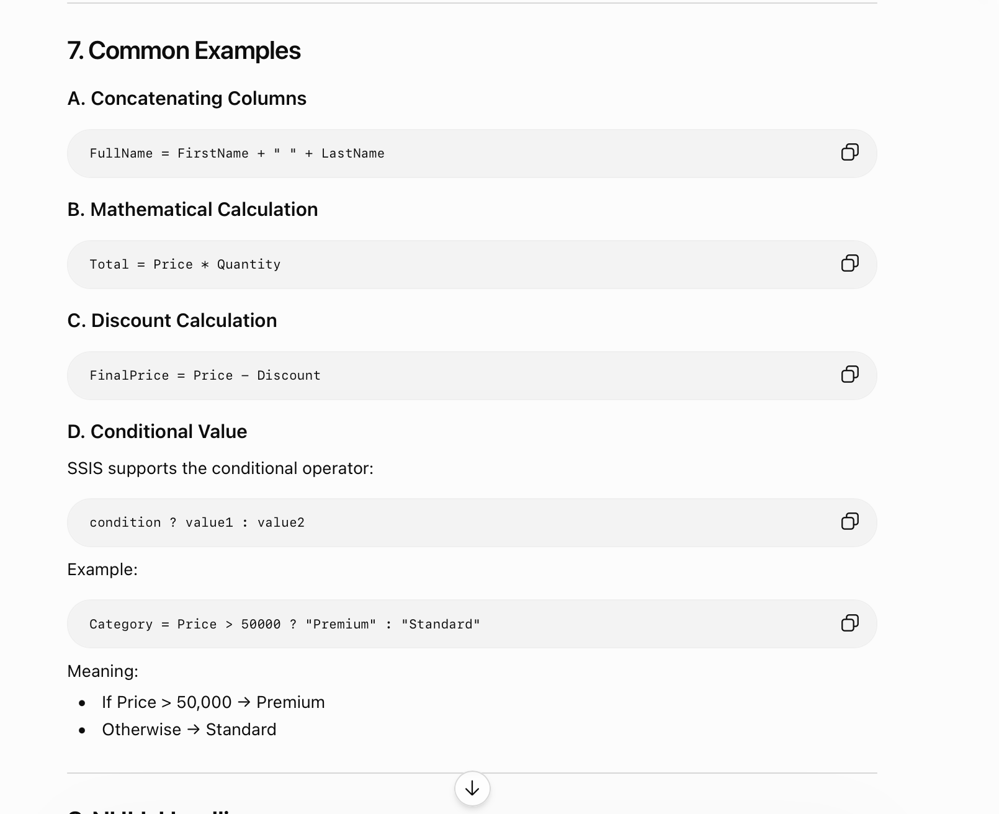 7. Common Examples
A. Concatenating Columns
FullName = FirstName + " " + LastName
B. Mathematical Calculation
Total = Price * Quantity
C. Discount Calculation
FinalPrice = Price − Discount
D. Conditional Value
SSIS supports the conditional operator:
condition ? value1 : value2
Example:
Category = Price > 50000 ? "Premium" : "Standard"
Meaning:
• If Price > 50,000 → Premium
• Otherwise → Standard